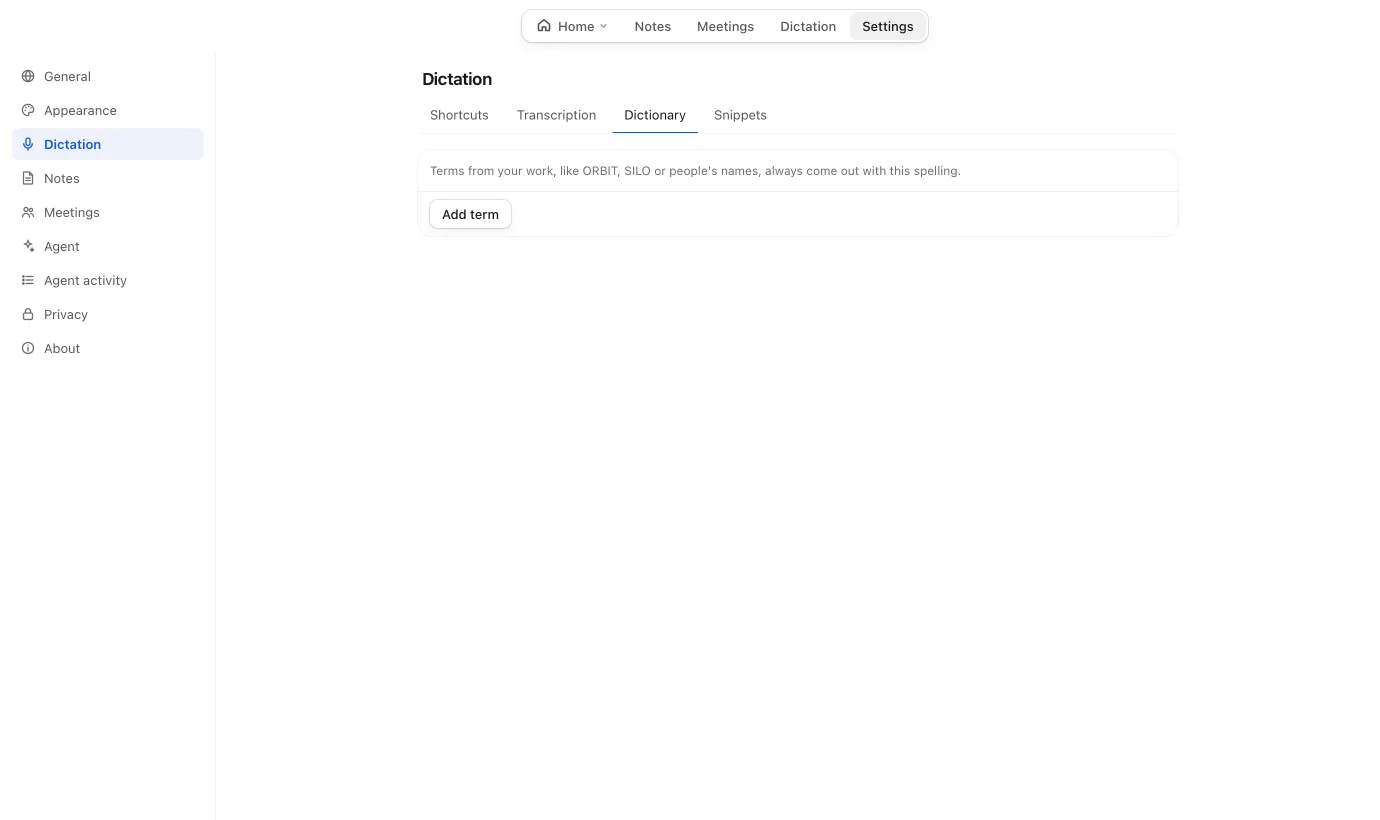 Home
Notes
Meetings
Dictation
Settings
General
Appearance
Dictation
Notes
Meetings
Agent
Agent activity
Privacy
About
Dictation
Shortcuts
Transcription
Dictionary
Snippets
Terms from your work, like ORBIT, SILO or people's names, always come out with this spelling.
Add term